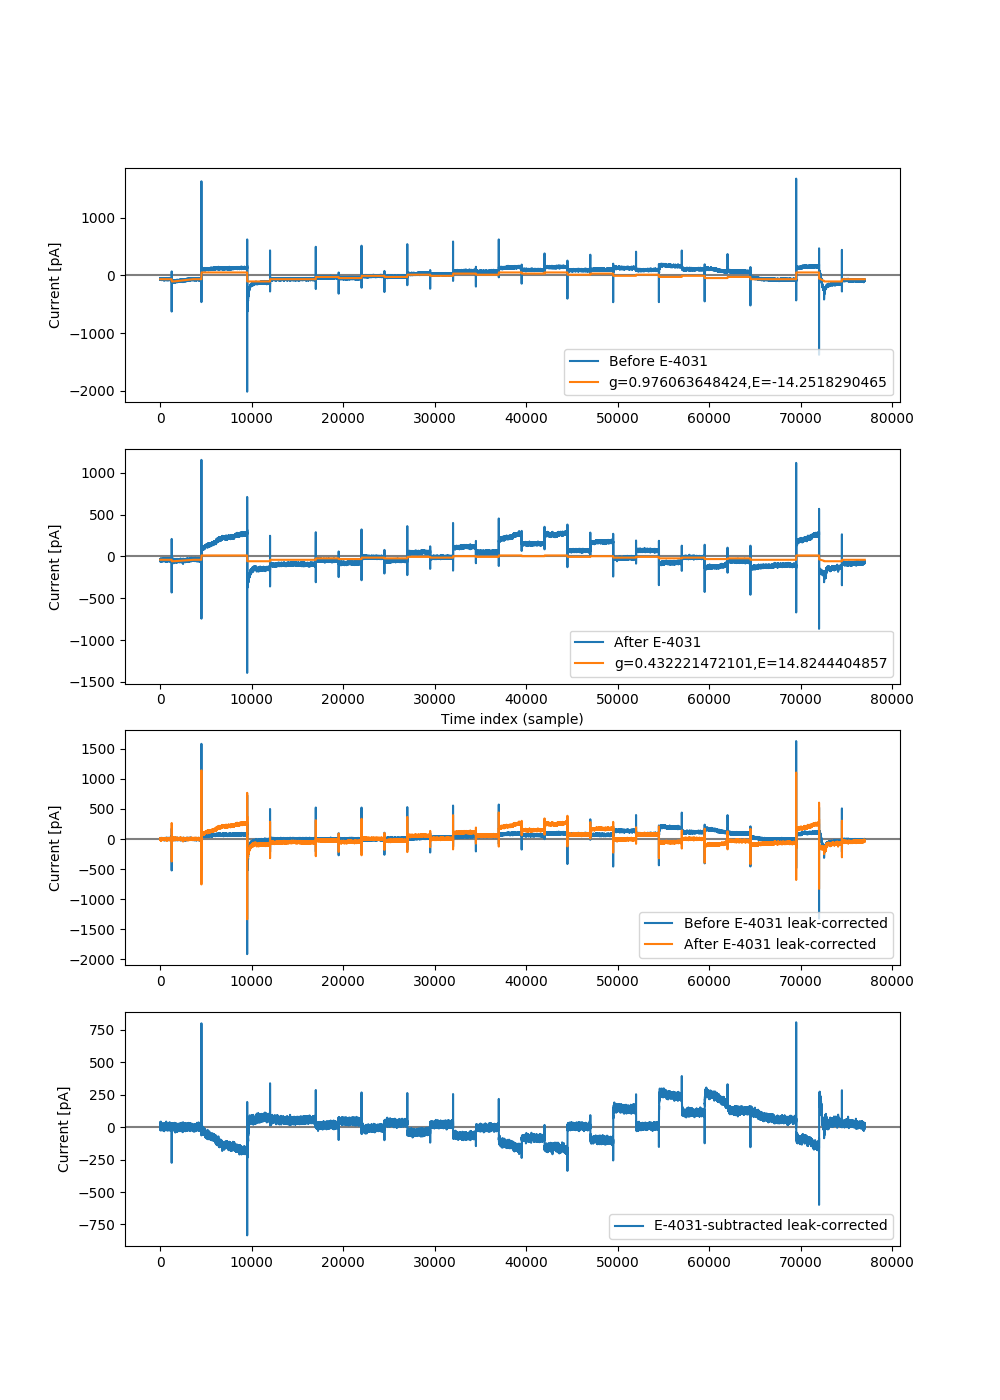 Current [pA]
1000
0
−1000
−2000
Before E-4031
g=0.976063648424,E=-14.2518290465
0 10000 20000 30000 40000 50000 60000 70000 80000
Current [pA]
1000
500
0
−500
−1000
−1500
After E-4031
g=0.432221472101,E=14.8244404857
0 10000 20000 30000 40000 50000 60000 70000 80000
Time index (sample)
Current [pA]
1500
1000
500
0
−500
−1000
−1500
−2000
Before E-4031 leak-corrected
After E-4031 leak-corrected
0 10000 20000 30000 40000 50000 60000 70000 80000
Current [pA]
750
500
250
0
−250
−500
−750
E-4031-subtracted leak-corrected
0 10000 20000 30000 40000 50000 60000 70000 80000